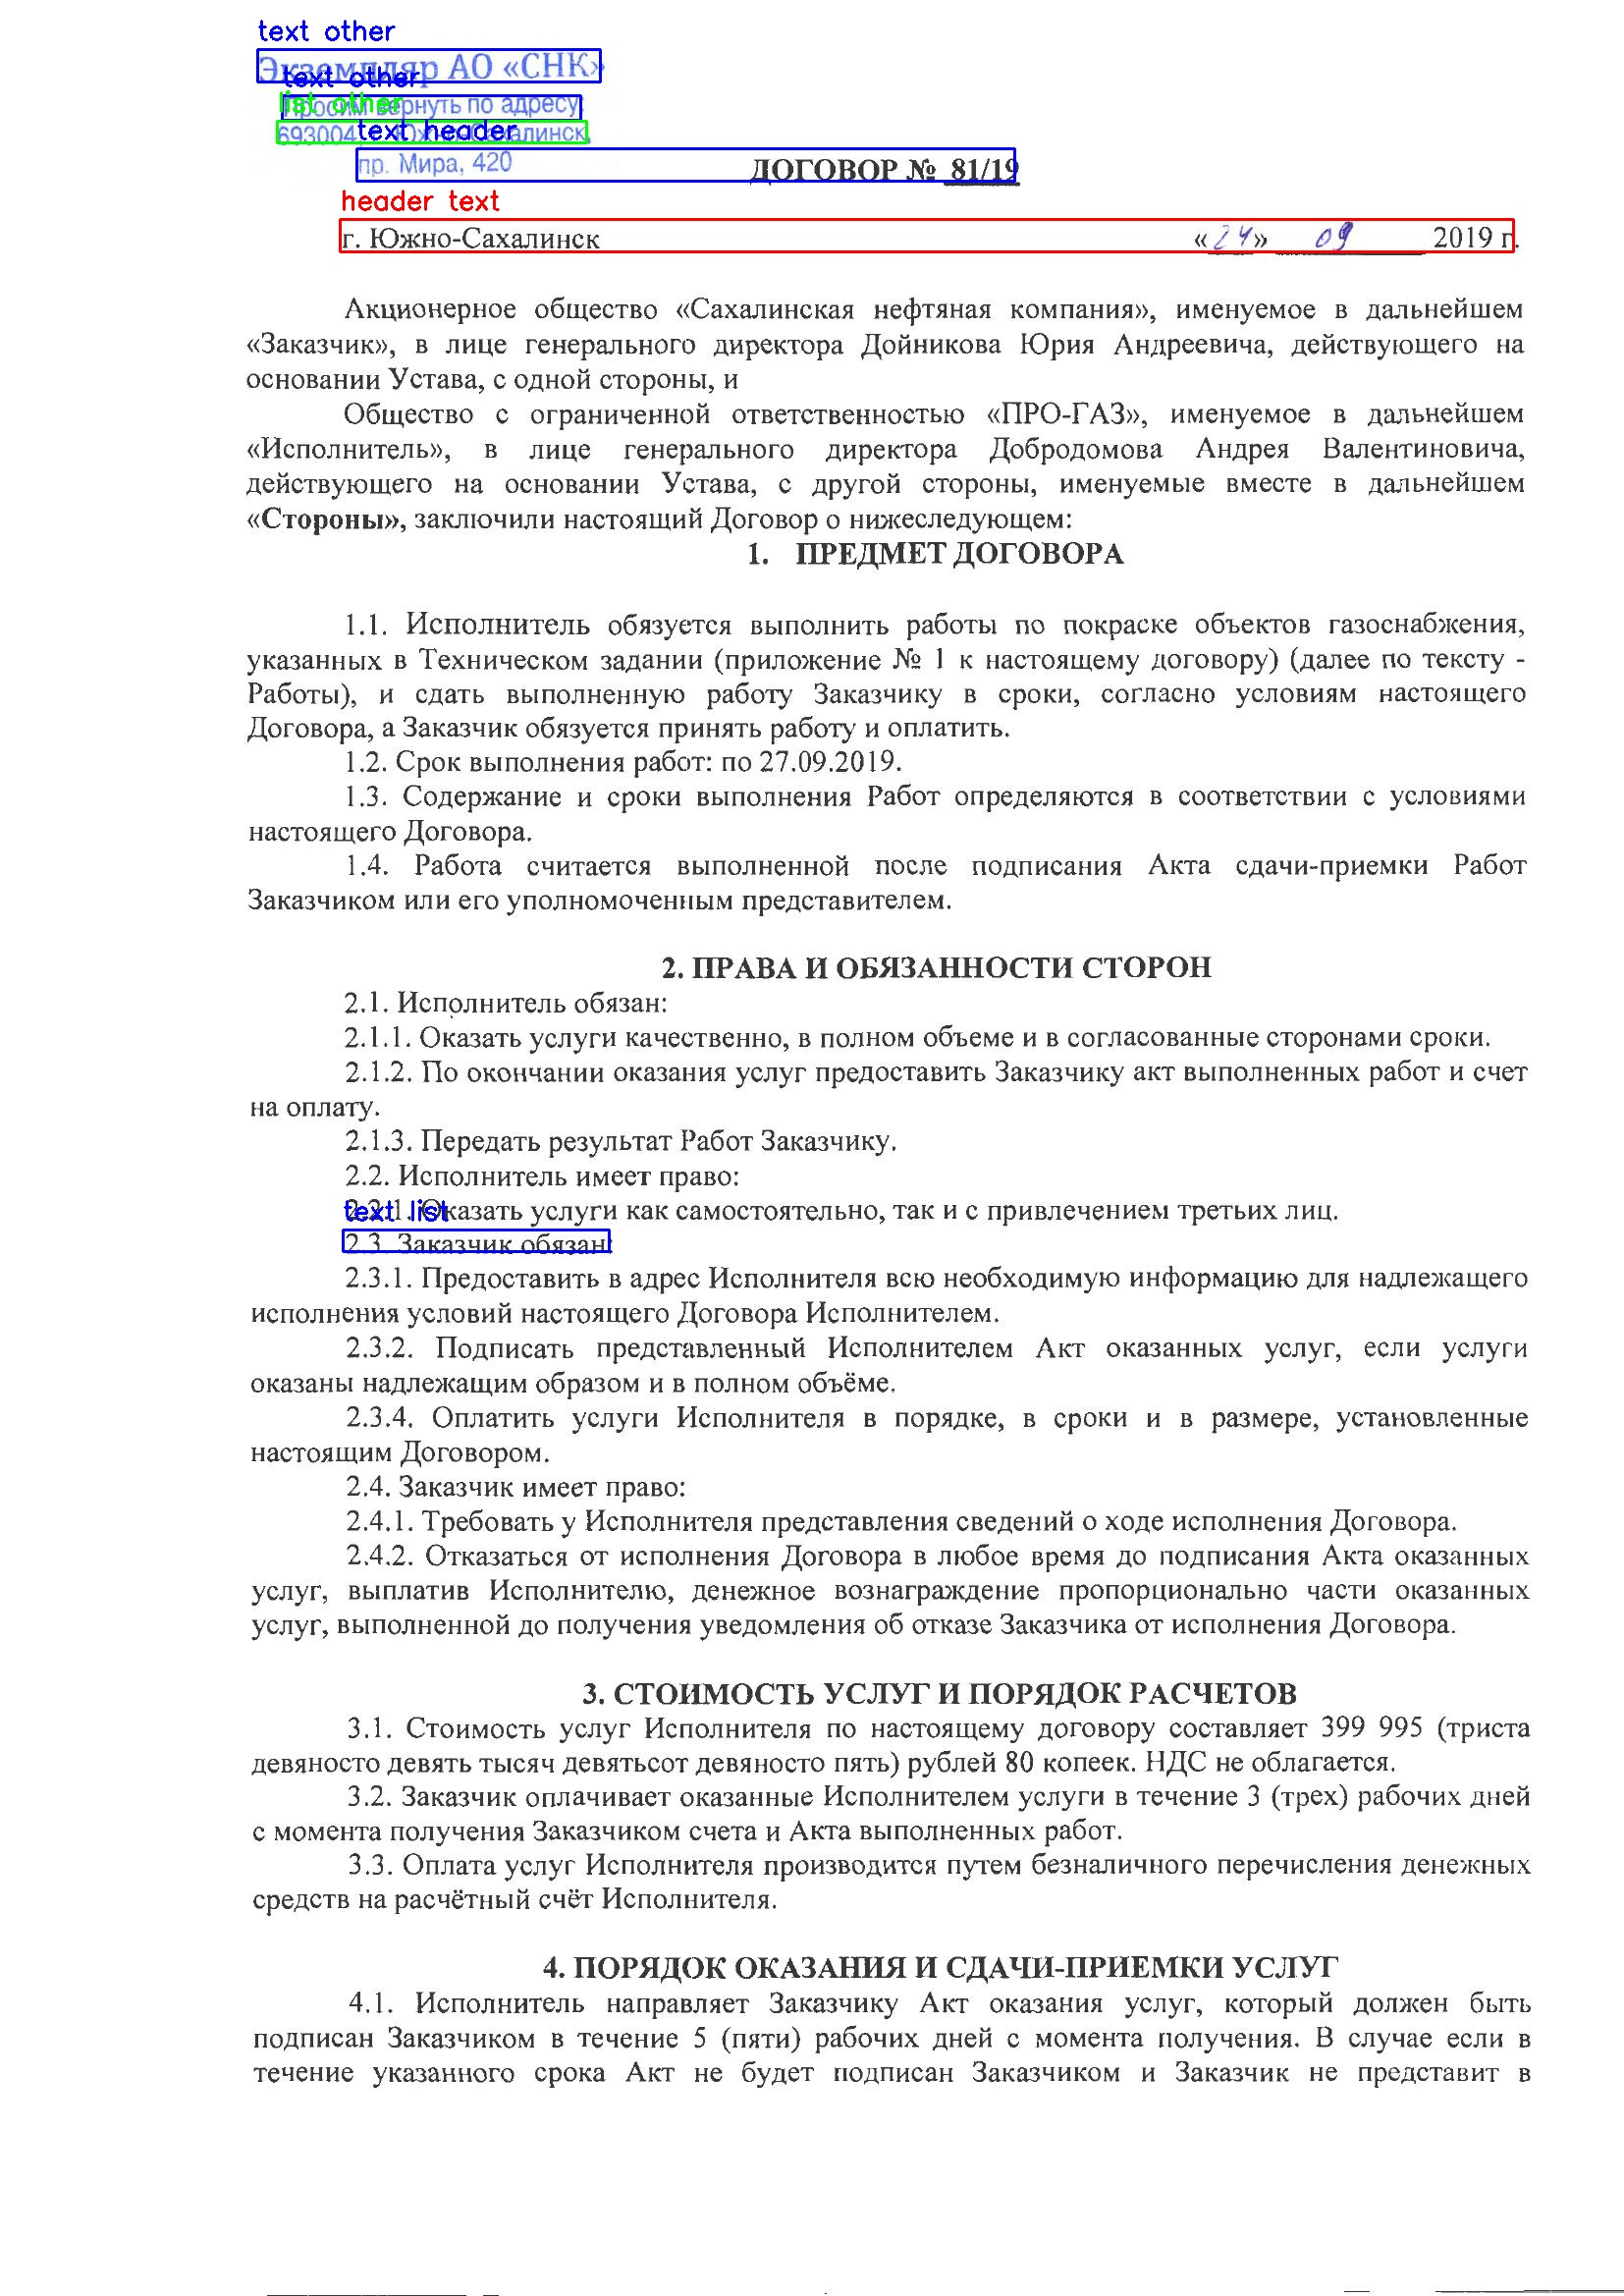 text other
Экземпляр АО «СНК»
text other
list other
Просим вернуть по адресу
693004, г. Южно-Сахалинск,
text header
пр. Мира, 420
ДОГОВОР № 81/19
header text
г. Южно-Сахалинск «24» 09 2019 г.
Акционерное общество «Сахалинская нефтяная компания», именуемое в дальнейшем
«Заказчик», в лице генерального директора Дойникова Юрия Андреевича, действующего на
основании Устава, с одной стороны, и
Общество с ограниченной ответственностью «ПРО-ГАЗ», именуемое в дальнейшем
«Исполнитель», в лице генерального директора Добродомова Андрея Валентиновича,
действующего на основании Устава, с другой стороны, именуемые вместе в дальнейшем
«Стороны», заключили настоящий Договор о нижеследующем:
1. ПРЕДМЕТ ДОГОВОРА
1.1. Исполнитель обязуется выполнить работы по покраске объектов газоснабжения,
указанных в Техническом задании (приложение № 1 к настоящему договору) (далее по тексту -
Работы), и сдать выполненную работу Заказчику в сроки, согласно условиям настоящего
Договора, а Заказчик обязуется принять работу и оплатить.
1.2. Срок выполнения работ: по 27.09.2019.
1.3. Содержание и сроки выполнения Работ определяются в соответствии с условиями
настоящего Договора.
1.4. Работа считается выполненной после подписания Акта сдачи-приемки Работ
Заказчиком или его уполномоченным представителем.
2. ПРАВА И ОБЯЗАННОСТИ СТОРОН
2.1. Исполнитель обязан:
2.1.1. Оказать услуги качественно, в полном объеме и в согласованные сторонами сроки.
2.1.2. По окончании оказания услуг предоставить Заказчику акт выполненных работ и счет
на оплату.
2.1.3. Передать результат Работ Заказчику.
2.2. Исполнитель имеет право:
2.2.1. Оказать услуги как самостоятельно, так и с привлечением третьих лиц.
text list
2.3. Заказчик обязан:
2.3.1. Предоставить в адрес Исполнителя всю необходимую информацию для надлежащего
исполнения условий настоящего Договора Исполнителем.
2.3.2. Подписать представленный Исполнителем Акт оказанных услуг, если услуги
оказаны надлежащим образом и в полном объёме.
2.3.4. Оплатить услуги Исполнителя в порядке, в сроки и в размере, установленные
настоящим Договором.
2.4. Заказчик имеет право:
2.4.1. Требовать у Исполнителя представления сведений о ходе исполнения Договора.
2.4.2. Отказаться от исполнения Договора в любое время до подписания Акта оказанных
услуг, выплатив Исполнителю, денежное вознаграждение пропорционально части оказанных
услуг, выполненной до получения уведомления об отказе Заказчика от исполнения Договора.
3. СТОИМОСТЬ УСЛУГ И ПОРЯДОК РАСЧЕТОВ
3.1. Стоимость услуг Исполнителя по настоящему договору составляет 399 995 (триста
девяносто девять тысяч девятьсот девяносто пять) рублей 80 копеек. НДС не облагается.
3.2. Заказчик оплачивает оказанные Исполнителем услуги в течение 3 (трех) рабочих дней
с момента получения Заказчиком счета и Акта выполненных работ.
3.3. Оплата услуг Исполнителя производится путем безналичного перечисления денежных
средств на расчётный счёт Исполнителя.
4. ПОРЯДОК ОКАЗАНИЯ И СДАЧИ-ПРИЕМКИ УСЛУГ
4.1. Исполнитель направляет Заказчику Акт оказания услуг, который должен быть
подписан Заказчиком в течение 5 (пяти) рабочих дней с момента получения. В случае если в
течение указанного срока Акт не будет подписан Заказчиком и Заказчик не представит в